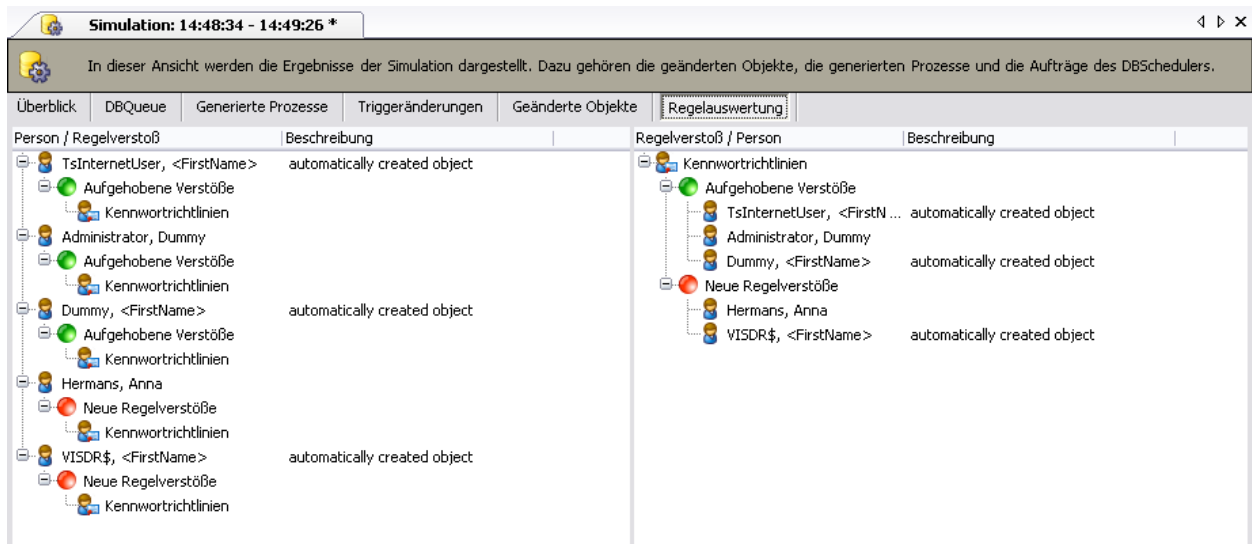 Simulation: 14:48:34 - 14:49:26 *
In dieser Ansicht werden die Ergebnisse der Simulation dargestellt. Dazu gehören die geänderten Objekte, die generierten Prozesse und die Aufträge des DBSchedulers.
Überblick DBQueue Generierte Prozesse Triggeränderungen Geänderte Objekte Regelauswertung
Person / Regelverstoß Beschreibung
TsInternetUser, <FirstName> automatically created object
Aufgehobene Verstöße
Kennwortrichtlinien
Administrator, Dummy
Aufgehobene Verstöße
Kennwortrichtlinien
Dummy, <FirstName> automatically created object
Aufgehobene Verstöße
Kennwortrichtlinien
Hermans, Anna
Neue Regelverstöße
Kennwortrichtlinien
VISDR$, <FirstName> automatically created object
Neue Regelverstöße
Kennwortrichtlinien
Regelverstoß / Person Beschreibung
Kennwortrichtlinien
Aufgehobene Verstöße
TsInternetUser, <FirstN ... automatically created object
Administrator, Dummy
Dummy, <FirstName> automatically created object
Neue Regelverstöße
Hermans, Anna
VISDR$, <FirstName> automatically created object